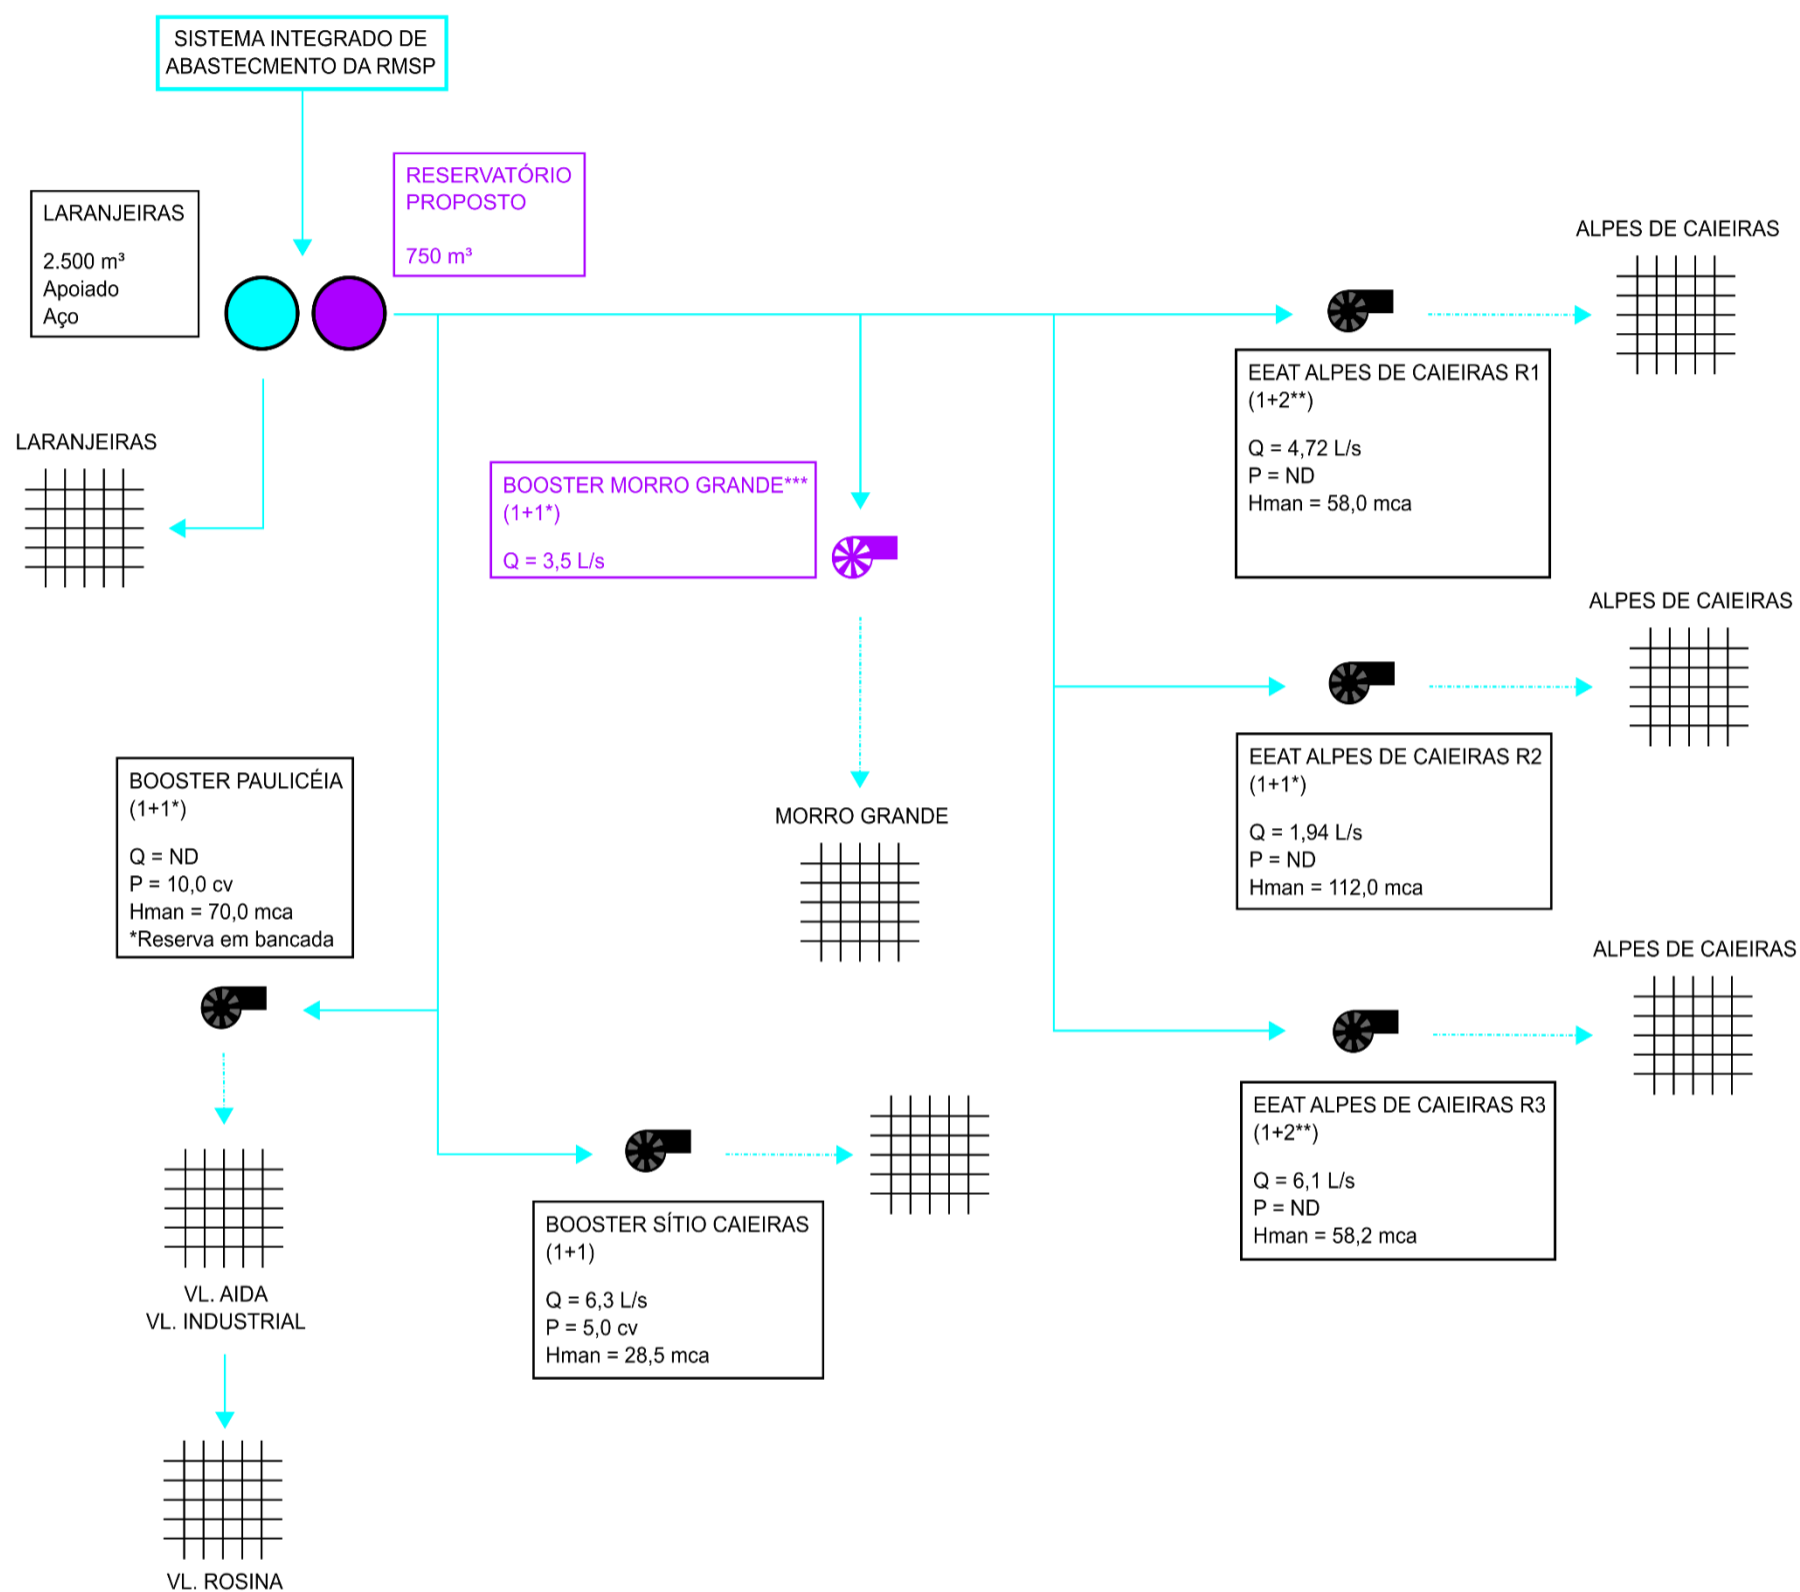 SISTEMA INTEGRADO DE
ABASTECMENTO DA RMSP
RESERVATÓRIO
PROPOSTO
750 m³
LARANJEIRAS
2.500 m³
Apoiado
Aço
LARANJEIRAS
ALPES DE CAIEIRAS
EEAT ALPES DE CAIEIRAS R1
(1+2**)
Q = 4,72 L/s
P = ND
Hman = 58,0 mca
BOOSTER MORRO GRANDE***
(1+1*)
Q = 3,5 L/s
MORRO GRANDE
ALPES DE CAIEIRAS
EEAT ALPES DE CAIEIRAS R2
(1+1*)
Q = 1,94 L/s
P = ND
Hman = 112,0 mca
BOOSTER PAULICÉIA
(1+1*)
Q = ND
P = 10,0 cv
Hman = 70,0 mca
*Reserva em bancada
ALPES DE CAIEIRAS
EEAT ALPES DE CAIEIRAS R3
(1+2**)
Q = 6,1 L/s
P = ND
Hman = 58,2 mca
BOOSTER SÍTIO CAIEIRAS
(1+1)
Q = 6,3 L/s
P = 5,0 cv
Hman = 28,5 mca
VL. AIDA
VL. INDUSTRIAL
VL. ROSINA